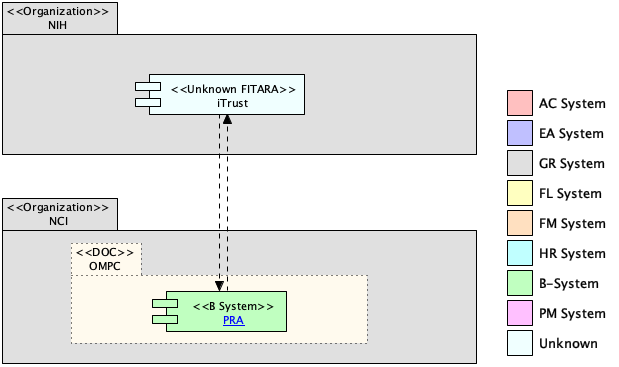 <<Organization>>
NIH
<<Unknown FITARA>>
iTrust
<<Organization>>
NCI
<<DOC>>
OMPC
<<B System>>
PRA
AC System
EA System
GR System
FL System
FM System
HR System
B-System
PM System
Unknown